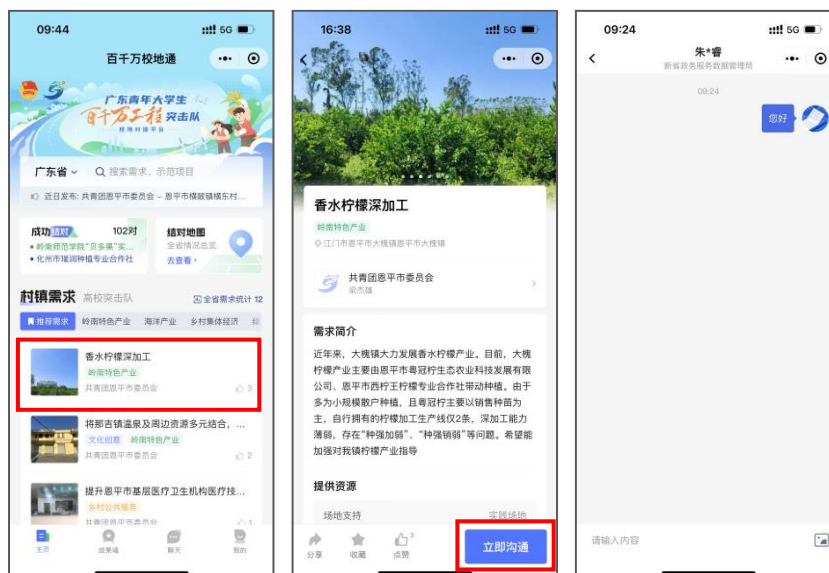 09:44
5G
百千万校地通
广东青年大学生
百千万工程突击队
校地对接平台
广东省
搜索需求、示范项目
近日发布: 共青团恩平市委员会 – 恩平市横陂镇横东村...
成功结对
102对
岭南师范学院“贝多果”实...
化州市瑞润种植专业合作社
结对地图
全省情况总览
去查看
村镇需求
高校突击队
全省需求统计 12
推荐需求
岭南特色产业
海洋产业
乡村集体经济
香水柠檬深加工
岭南特色产业
共青团恩平市委员会
3
将那吉镇温泉及周边资源多元结合，...
文化创意
岭南特色产业
共青团恩平市委员会
2
提升恩平市基层医疗卫生机构医疗技...
乡村公共服务
共青团恩平市委员会
1
主页
成果墙
聊天
我的
16:38
5G
香水柠檬深加工
岭南特色产业
江门市恩平市大槐镇恩平市大槐镇
共青团恩平市委员会
梁杰雄
需求简介
近年来，大槐镇大力发展香水柠檬产业。目前，大槐
柠檬产业主要由恩平市粤冠柠生态农业科技发展有限
公司、恩平市西柠王柠檬专业合作社带动种植。由于
多为小规模散户种植，且粤冠柠主要以销售种苗为
主，自行拥有的柠檬加工生产线仅2条，深加工能力
薄弱，存在“种强加弱”、“种强销弱”等问题。希望能
加强对我镇柠檬产业指导
提供资源
场地支持
实践场地
分享
收藏
点赞
3
立即沟通
09:24
5G
朱*睿
新省政务服务数据管理局
09:24
您好
请输入内容